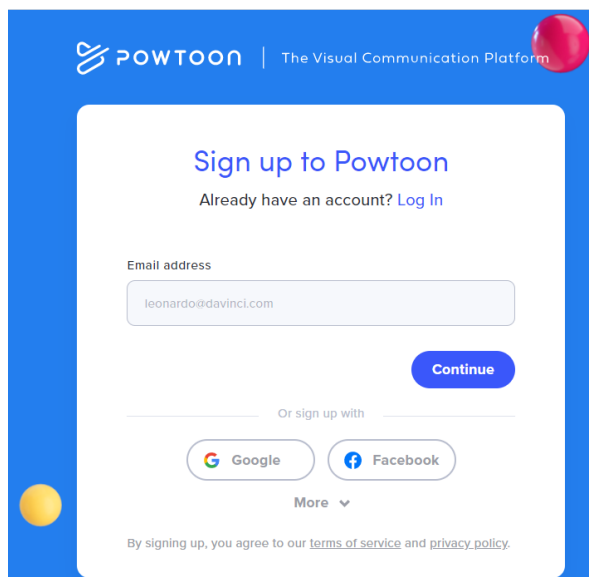 POWTOON | The Visual Communication Platform
Sign up to Powtoon
Already have an account? Log In
Email address
leonardo@davinci.com
Continue
Or sign up with
Google Facebook
More
By signing up, you agree to our terms of service and privacy policy.